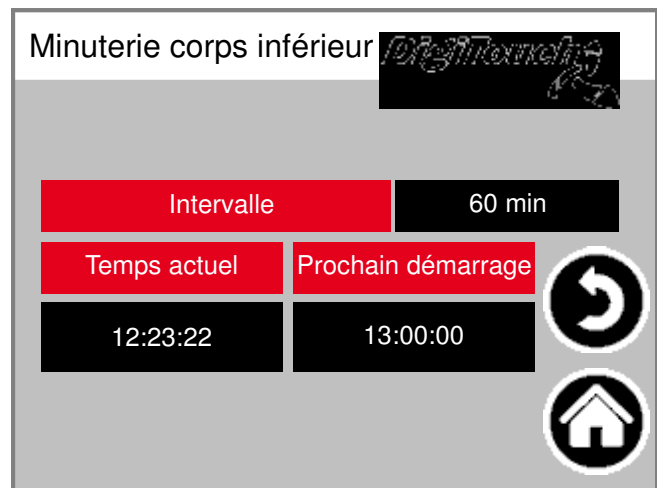 Minuterie corps inférieur DigiTouch
Intervalle 60 min
Temps actuel Prochain démarrage
12:23:22 13:00:00